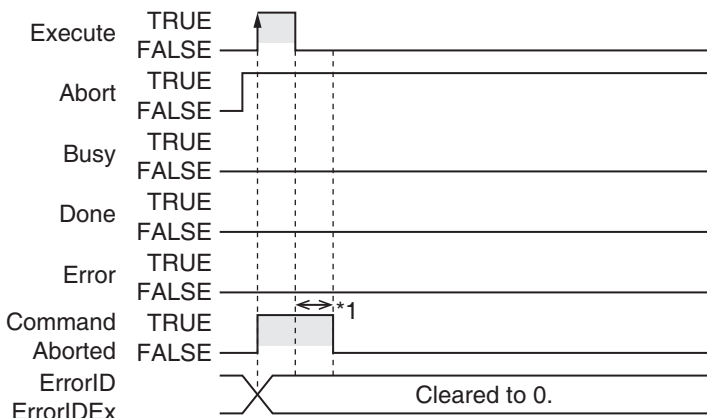 Execute TRUE
FALSE
Abort TRUE
FALSE
Busy TRUE
FALSE
Done TRUE
FALSE
Error TRUE
FALSE
*1
Command TRUE
Aborted FALSE
ErrorID
Cleared to 0.
ErrorIDEx